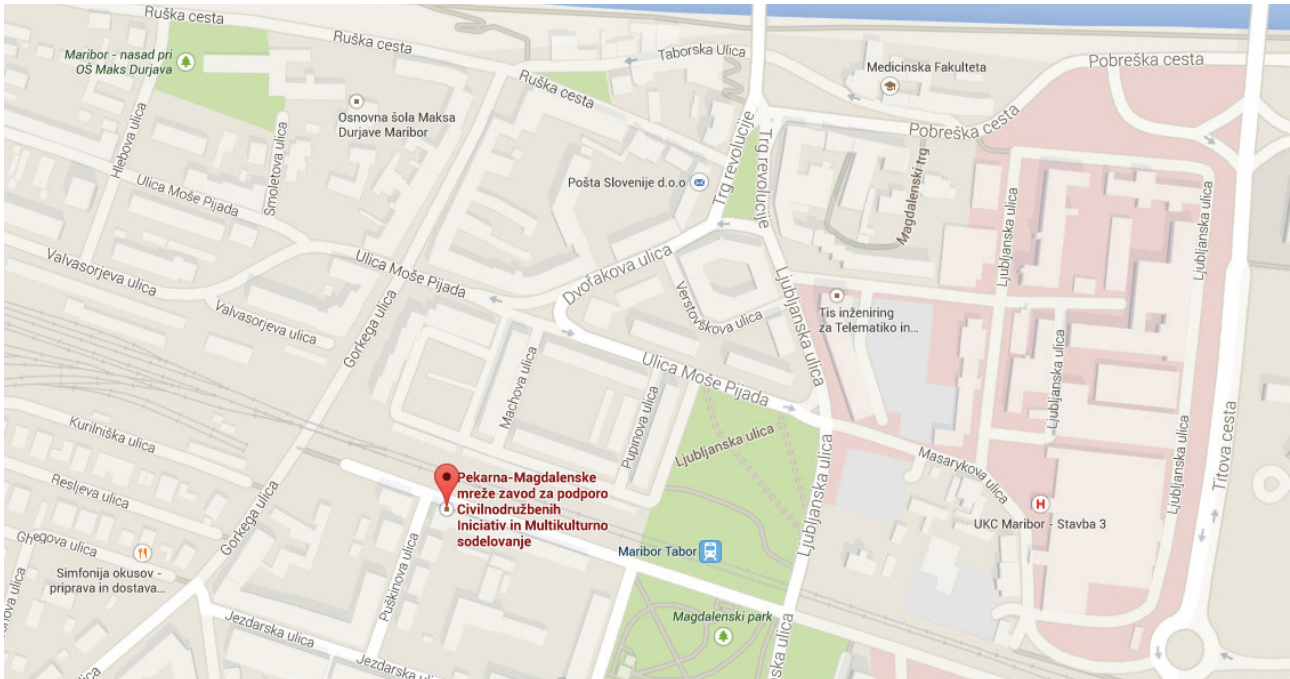 Ruška cesta
Ruška cesta
Taborska Ulica
Maribor - nasad pri
OŠ Maks Durjava
Medicinska Fakulteta
Pobreška cesta
Ruška cesta
Osnovna šola Maksa
Durjave Maribor
Hlebova ulica
Smoletova ulica
Trg revolucije
Trg revolucije
Pobreška cesta
Pošta Slovenije d.o.o
Magdalenski trg
Ljubljanska ulica
Ljubljanska ulica
Ulica Moše Pijada
Ulica Moše Pijada
Dvořakova ulica
Valvasorjeva ulica
Valvasorjeva ulica
Gorkega ulica
Verstovškova ulica
Ljubljanska ulica
Tis inženiring
za Telematiko in...
Ulica Moše Pijada
Machova ulica
Pupinova ulica
Ljubljanska ulica
Ljubljanska ulica
Titova cesta
Kurilniška ulica
Resljeva ulica
Gorkega ulica
Pekarna-Magdalenske
mreže zavod za podporo
Civilnodružbenih
Iniciativ in Multikulturno
sodelovanje
Masarykova ulica
Ljubljanska ulica
H
UKC Maribor - Stavba 3
Maribor Tabor
Ghegova ulica
Simfonija okusov -
priprava in dostava...
Puškinova ulica
Magdalenski park
Jezdarska ulica
Jezdarska ulica
Ljubljanska ulica